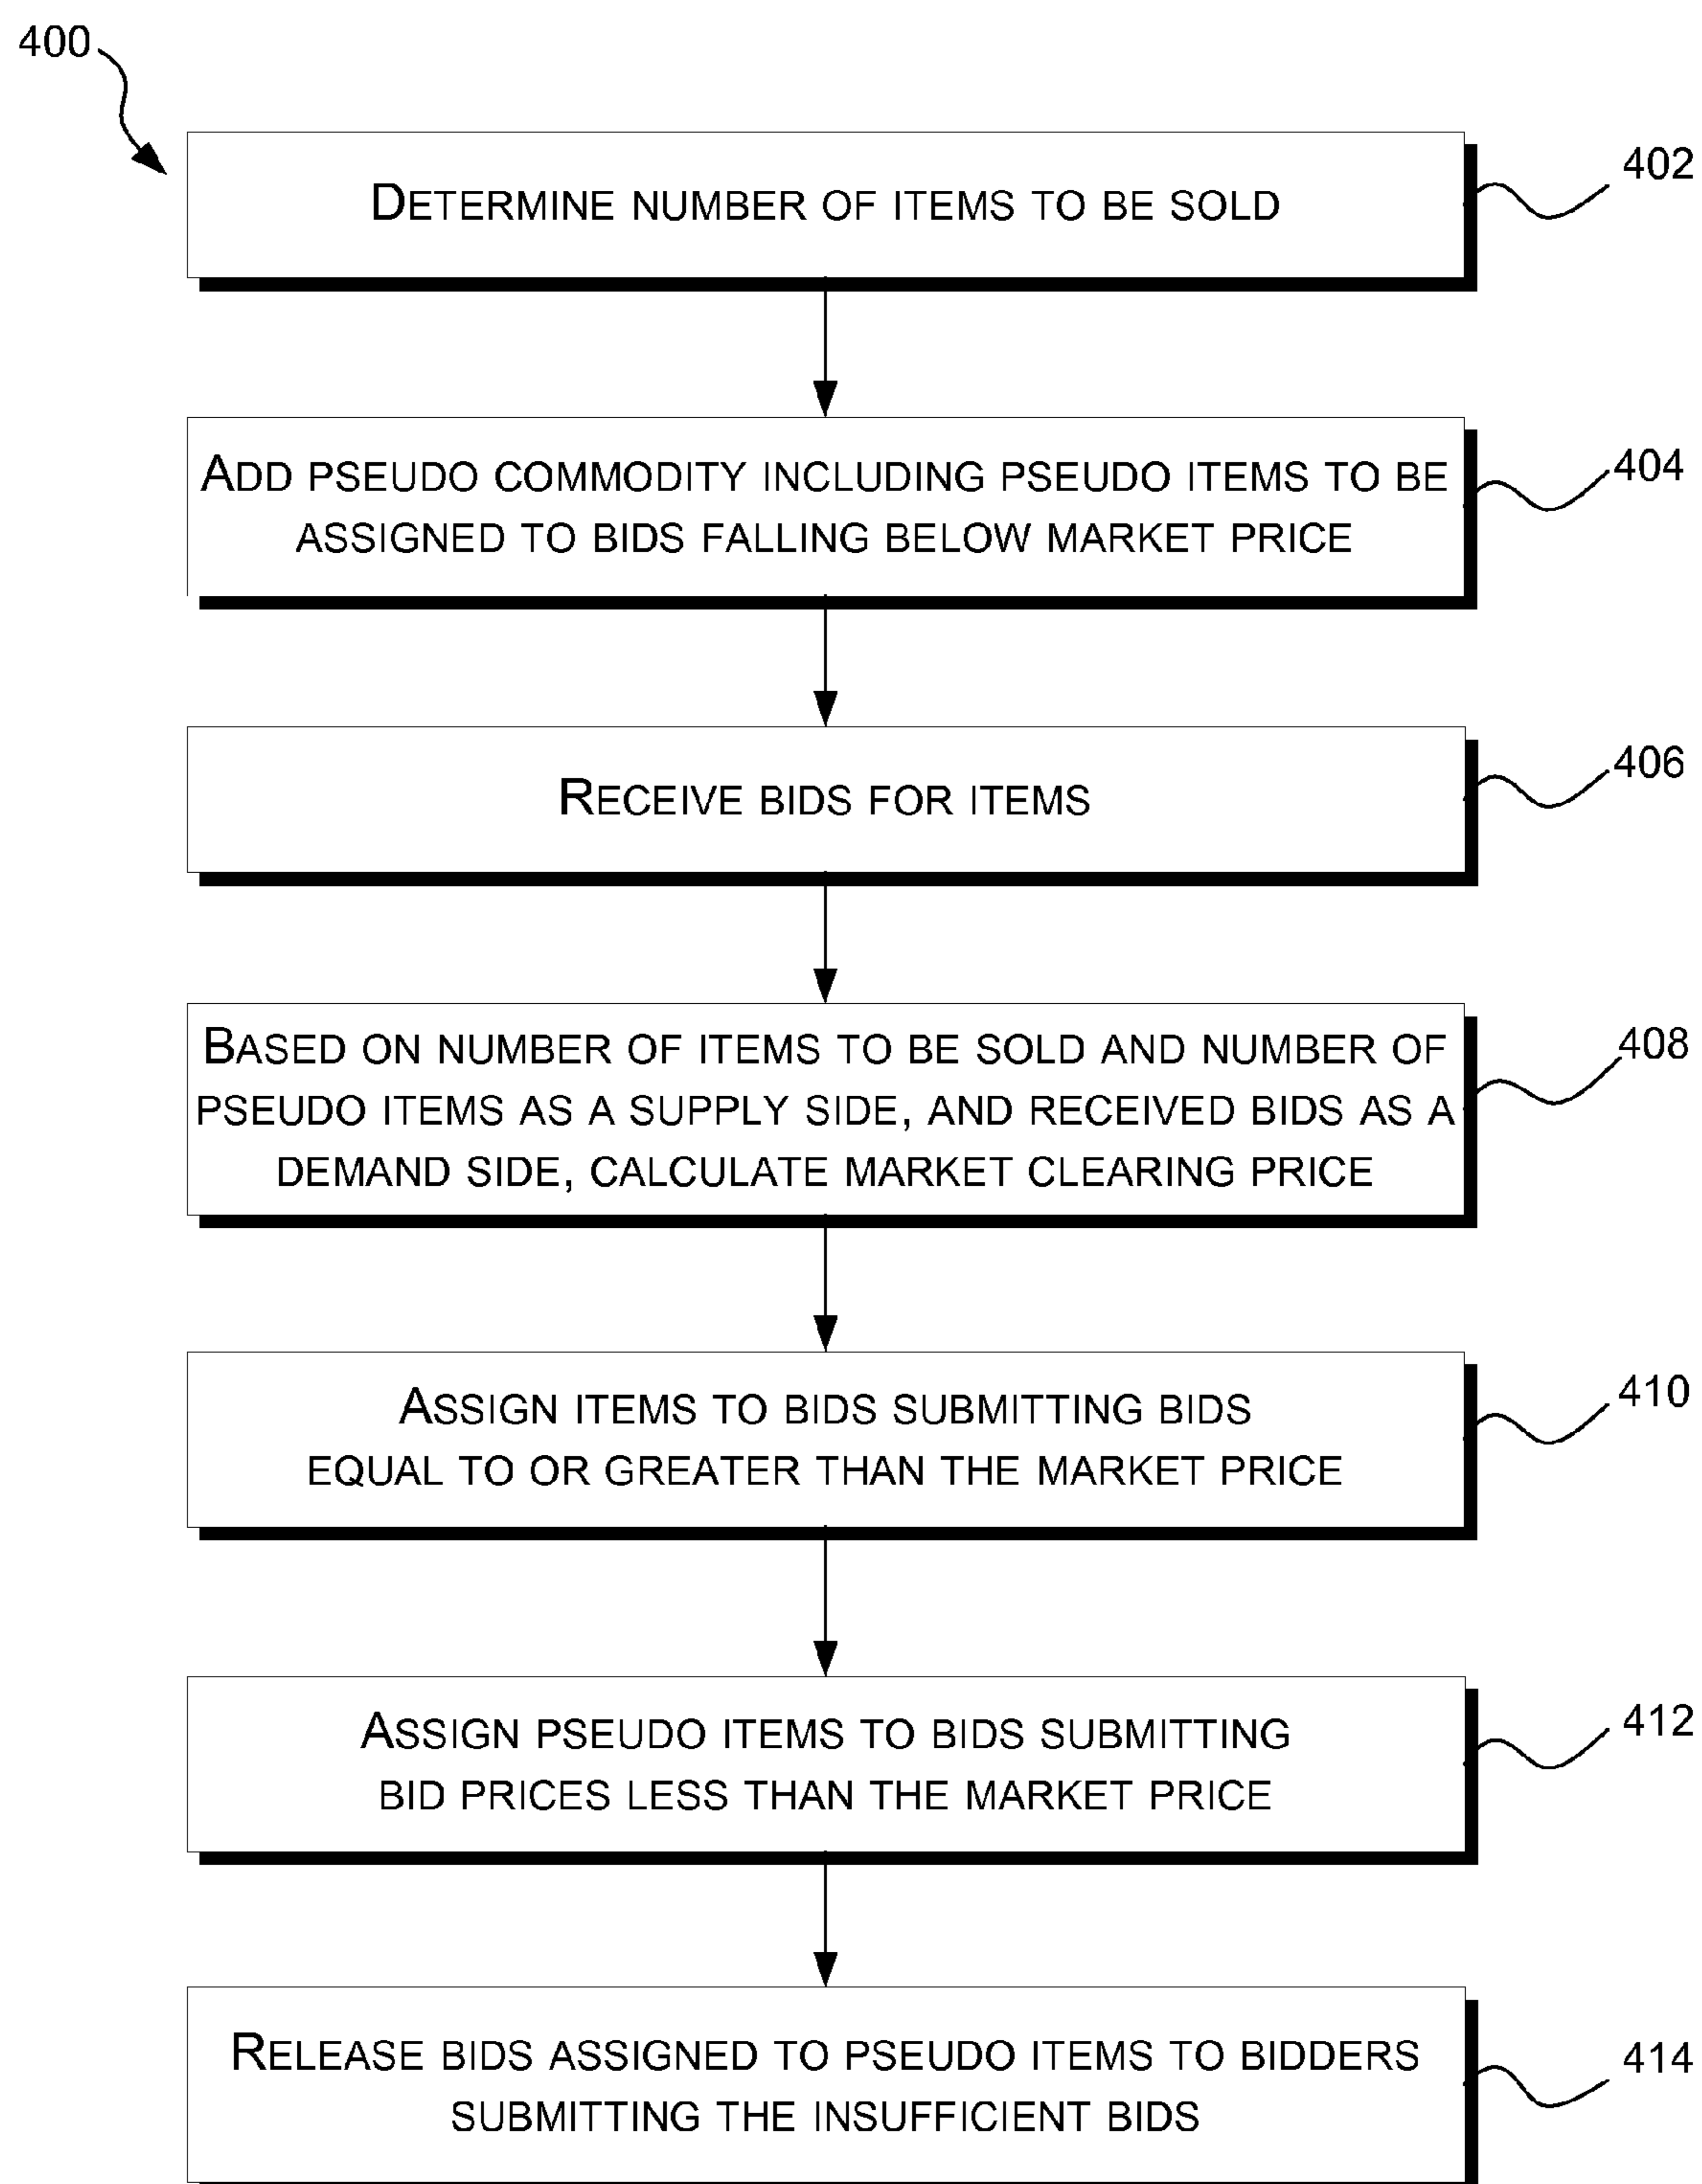 400
DETERMINE NUMBER OF ITEMS TO BE SOLD
402
ADD PSEUDO COMMODITY INCLUDING PSEUDO ITEMS TO BE
ASSIGNED TO BIDS FALLING BELOW MARKET PRICE
404
RECEIVE BIDS FOR ITEMS
406
BASED ON NUMBER OF ITEMS TO BE SOLD AND NUMBER OF
PSEUDO ITEMS AS A SUPPLY SIDE, AND RECEIVED BIDS AS A
DEMAND SIDE, CALCULATE MARKET CLEARING PRICE
408
ASSIGN ITEMS TO BIDS SUBMITTING BIDS
EQUAL TO OR GREATER THAN THE MARKET PRICE
410
ASSIGN PSEUDO ITEMS TO BIDS SUBMITTING
BID PRICES LESS THAN THE MARKET PRICE
412
RELEASE BIDS ASSIGNED TO PSEUDO ITEMS TO BIDDERS
SUBMITTING THE INSUFFICIENT BIDS
414